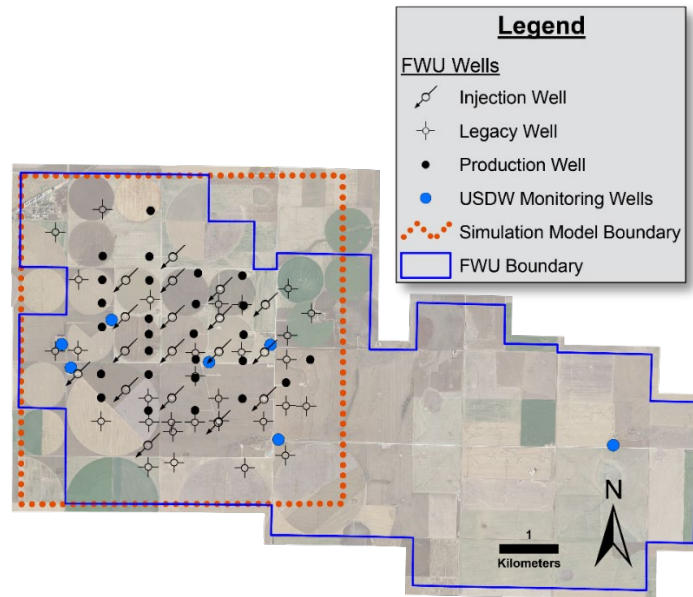 Legend
FWU Wells
Injection Well
Legacy Well
Production Well
USDW Monitoring Wells
Simulation Model Boundary
FWU Boundary
N
1
Kilometers